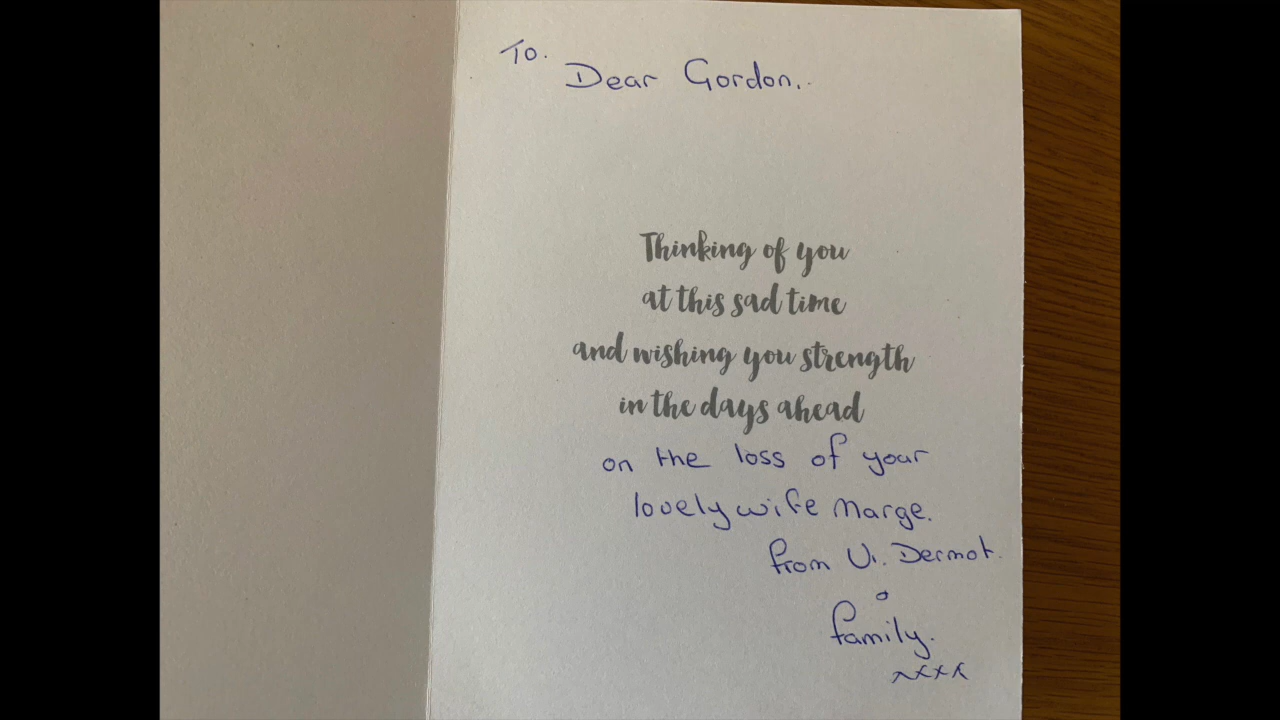 To.
Dear Gordon.
Thinking of you
at this sad time
and wishing you strength
in the days ahead
on the loss of your
lovely wife Marge.
from U. Dermot.
family.
xxxx